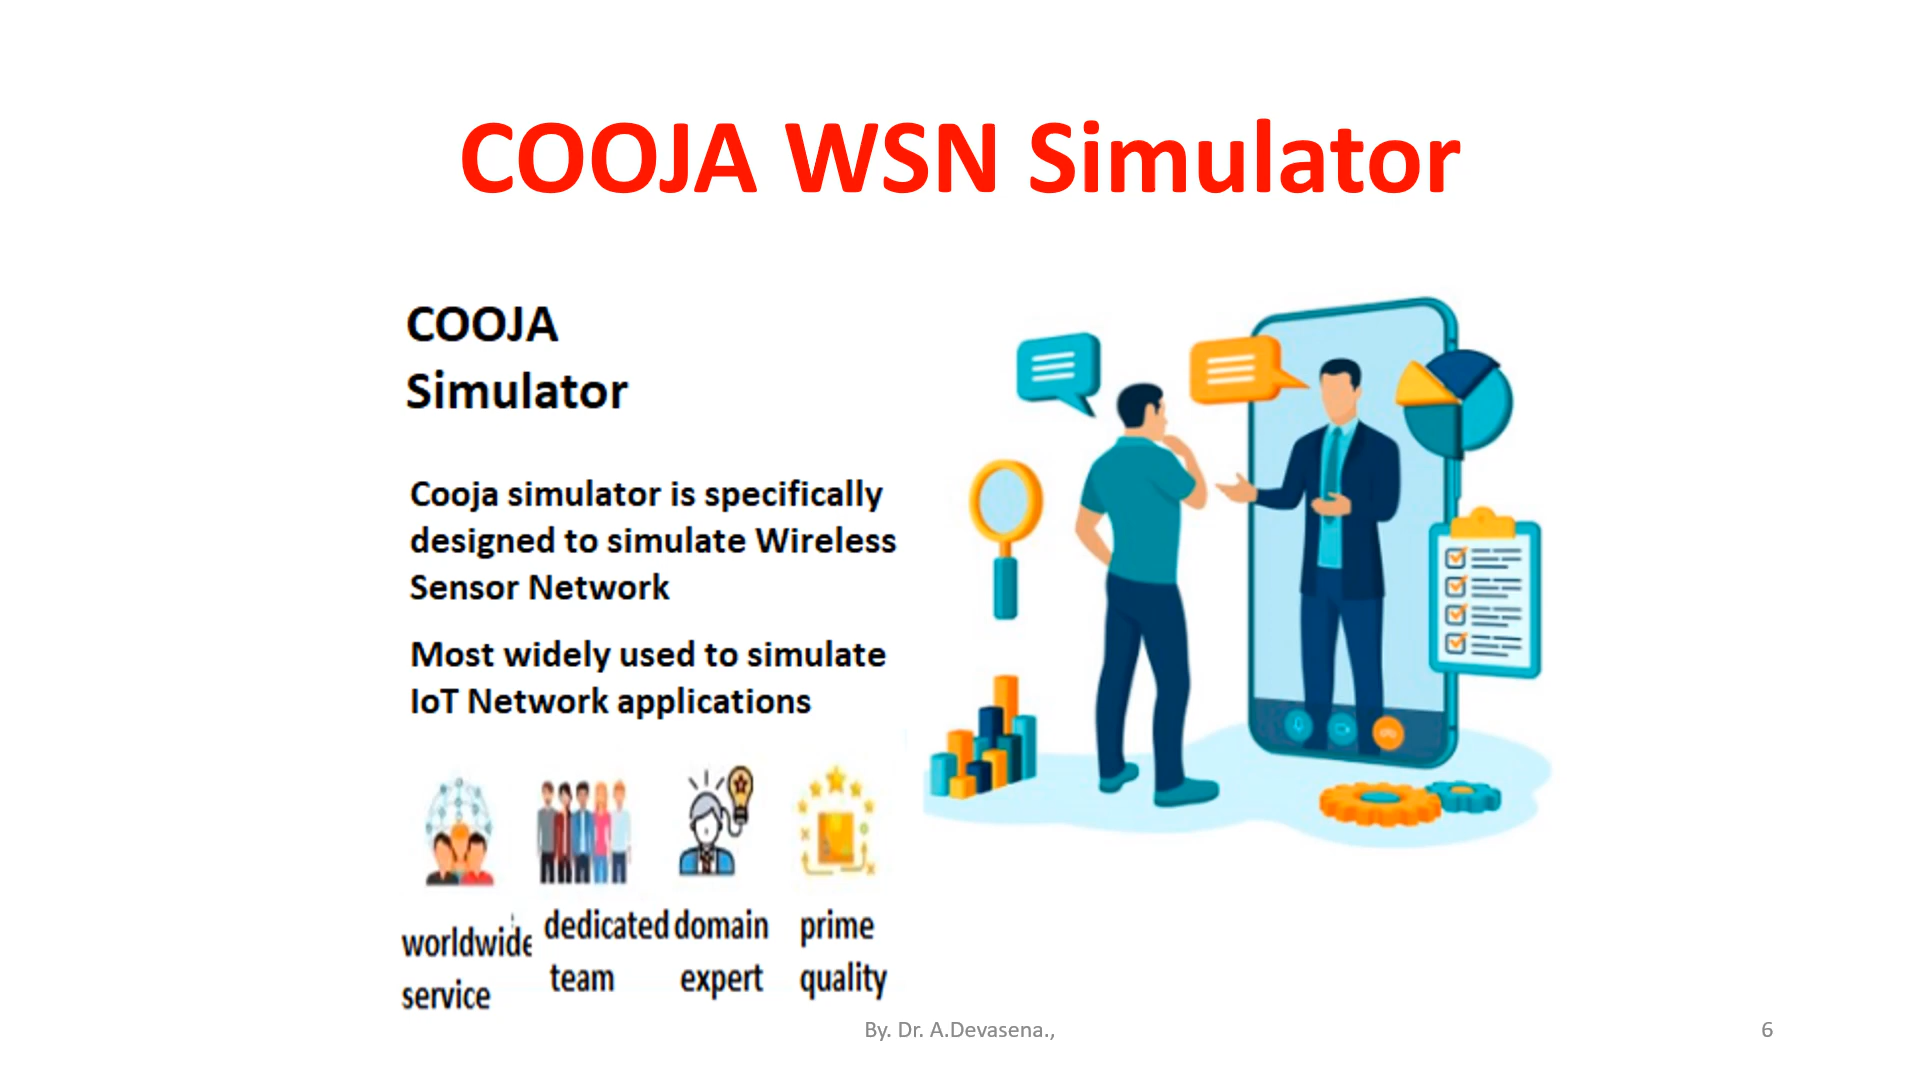 COOJA WSN Simulator
COOJA
Simulator
Cooja simulator is specifically
designed to simulate Wireless
Sensor Network
Most widely used to simulate
IoT Network applications
worldwide
service
dedicated
team
domain
expert
prime
quality
By. Dr. A.Devasena.,
6